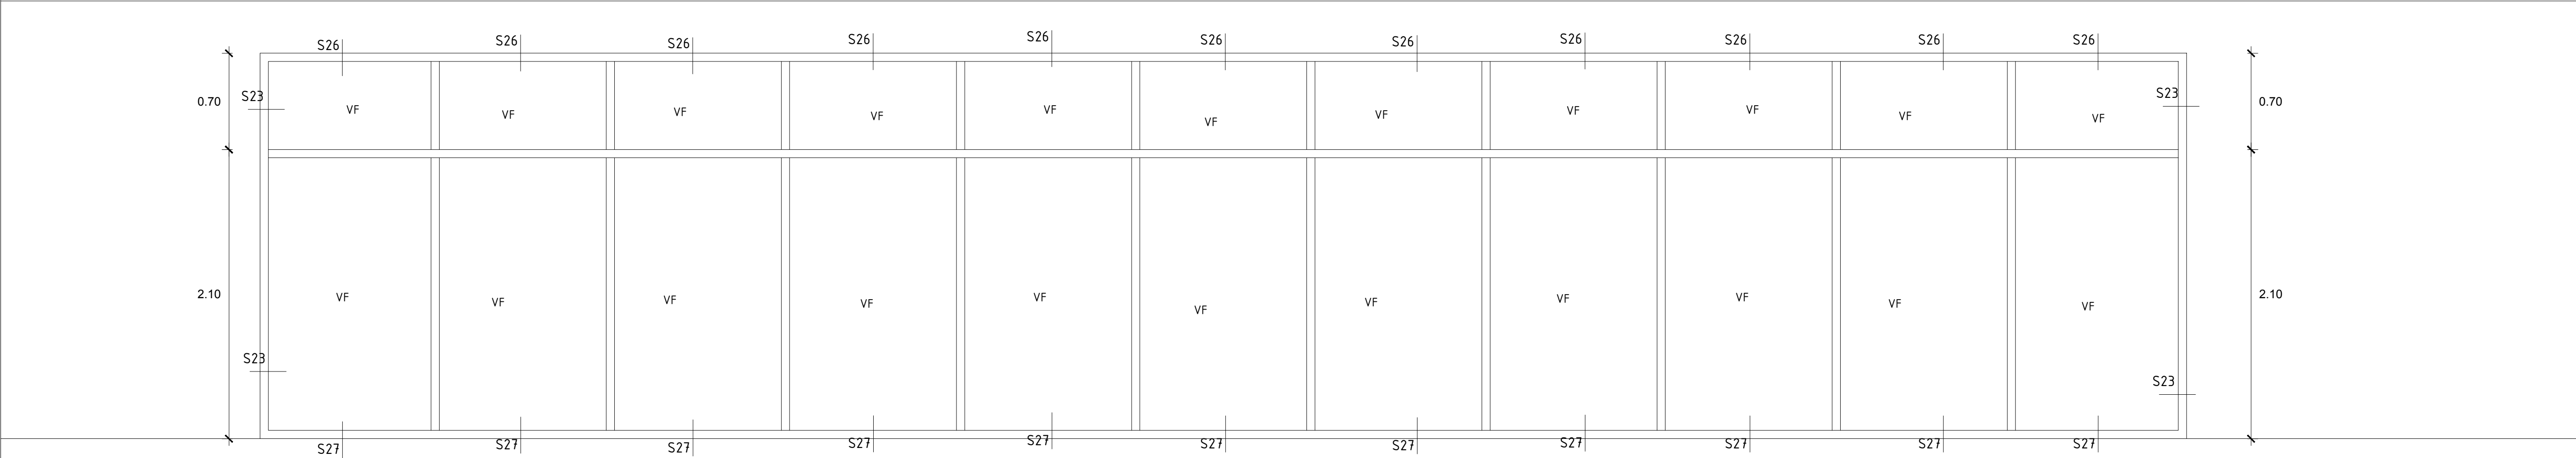 S26 S26 S26 S26 S26 S26 S26 S26 S26 S26 S26
S23 S23
0.70 0.70
VF VF VF VF VF VF VF VF VF VF VF
2.10 2.10
VF VF VF VF VF VF VF VF VF VF VF
S23 S23
S27 S27 S27 S27 S27 S27 S27 S27 S27 S27 S27